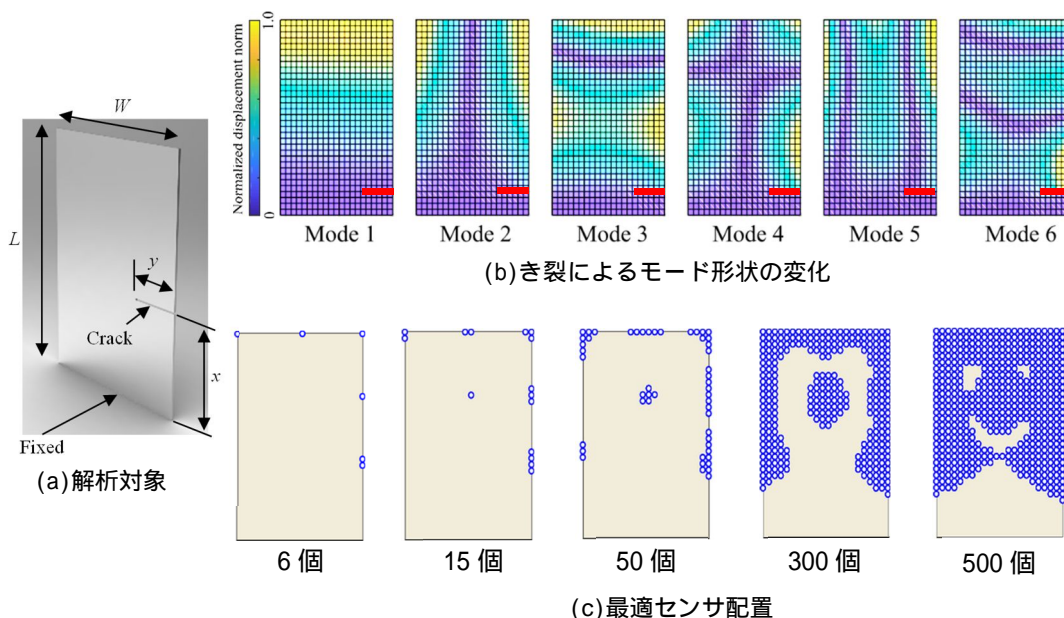 W
L
y
Crack
x
Fixed
(a)解析対象
Normalized displacement norm
1.0
0
Mode 1
Mode 2
Mode 3
Mode 4
Mode 5
Mode 6
(b)き裂によるモード形状の変化
6 個
15 個
50 個
300 個
500 個
(c)最適センサ配置